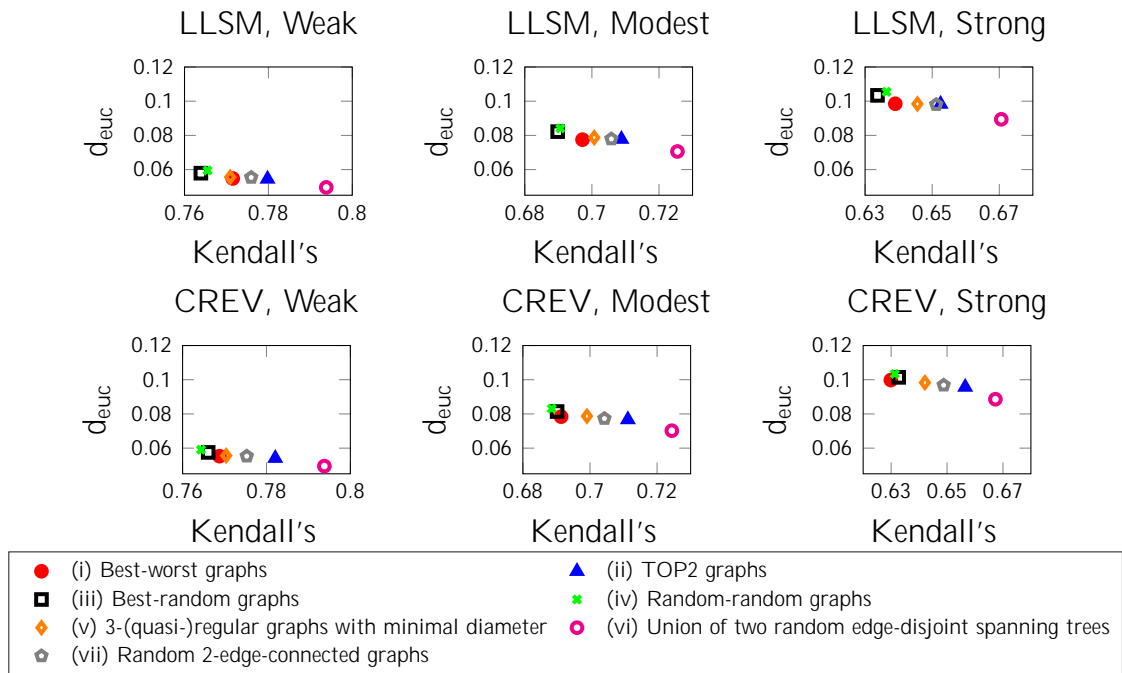 LLSM, Weak
LLSM, Modest
LLSM, Strong
0.12
0.1
0.08
0.06
d_euc
0.76 0.78 0.8
Kendall's
0.12
0.1
0.08
0.06
d_euc
0.68 0.7 0.72
Kendall's
0.12
0.1
0.08
0.06
d_euc
0.63 0.65 0.67
Kendall's
CREV, Weak
CREV, Modest
CREV, Strong
0.12
0.1
0.08
0.06
d_euc
0.76 0.78 0.8
Kendall's
0.12
0.1
0.08
0.06
d_euc
0.68 0.7 0.72
Kendall's
0.12
0.1
0.08
0.06
d_euc
0.63 0.65 0.67
Kendall's
(i) Best-worst graphs
(ii) TOP2 graphs
(iii) Best-random graphs
(iv) Random-random graphs
(v) 3-(quasi-)regular graphs with minimal diameter
(vi) Union of two random edge-disjoint spanning trees
(vii) Random 2-edge-connected graphs